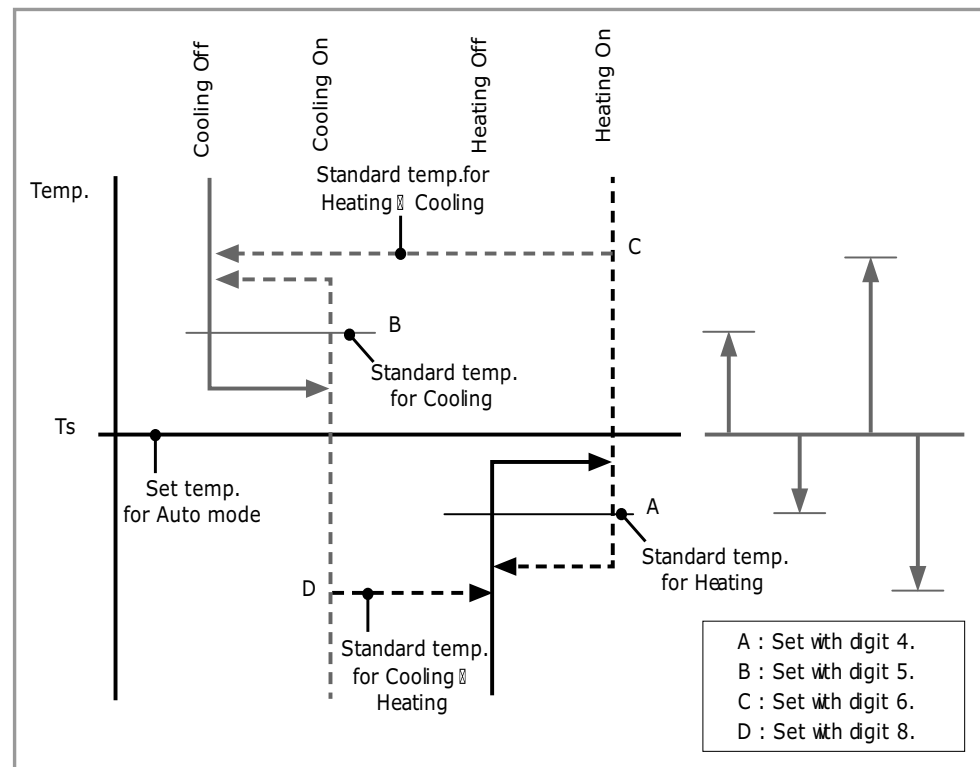 Cooling Off
Cooling On
Heating Off
Heating On
Temp.
Standard temp.for
Heating Cooling
C
B
Standard temp.
for Cooling
Ts
Set temp.
for Auto mode
A
Standard temp.
for Heating
D
Standard temp.
for Cooling
Heating
A : Set with digit 4.
B : Set with digit 5.
C : Set with digit 6.
D : Set with digit 8.